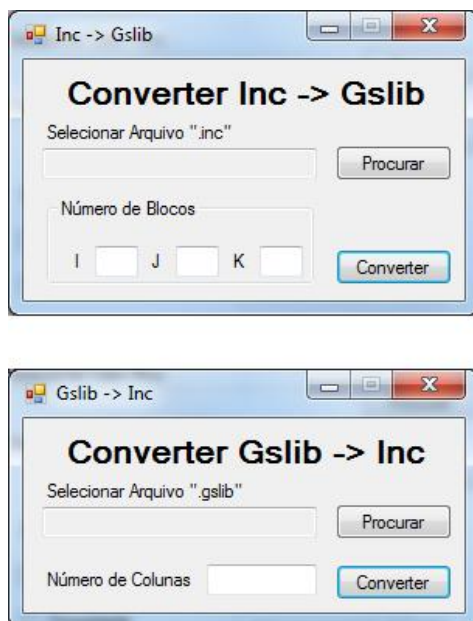 Inc -> Gslib
Converter Inc -> Gslib
Selecionar Arquivo ".inc"
Procurar
Número de Blocos
I J K
Converter
Gslib -> Inc
Converter Gslib -> Inc
Selecionar Arquivo ".gslib"
Procurar
Número de Colunas
Converter